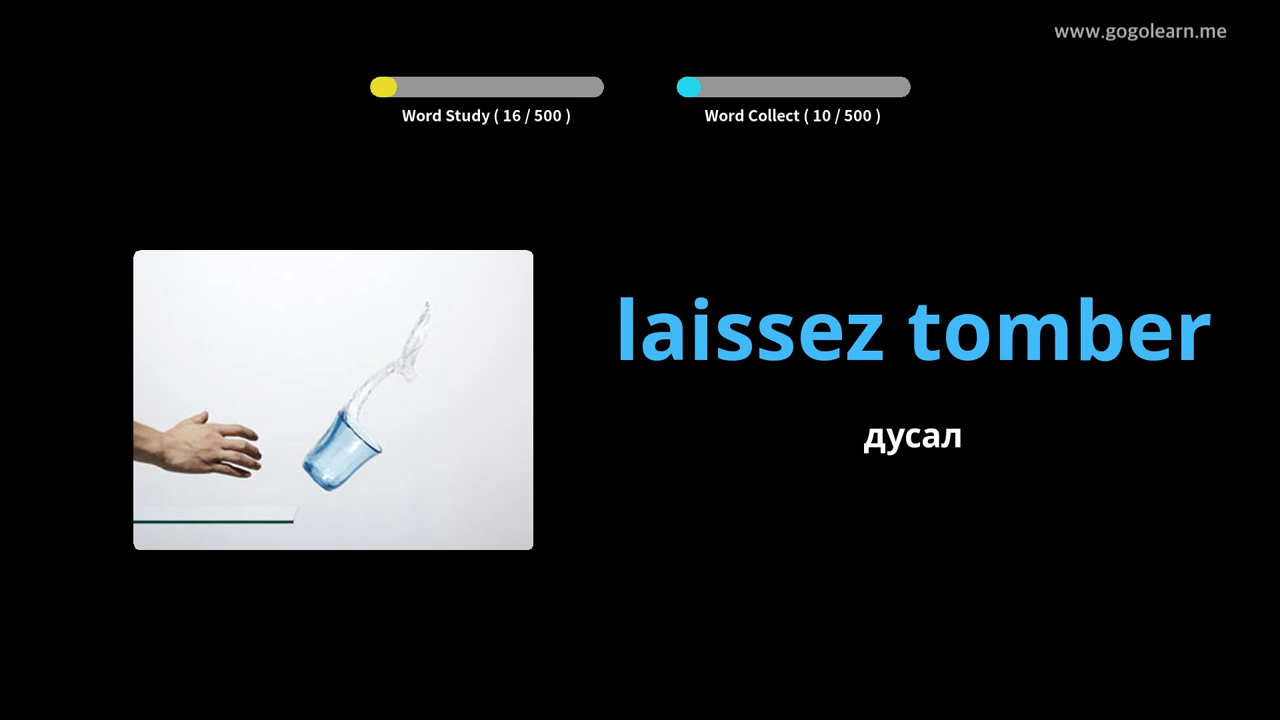 www.gogolearn.me
Word Study ( 16 / 500 )
Word Collect ( 10 / 500 )
laissez tomber
дусал